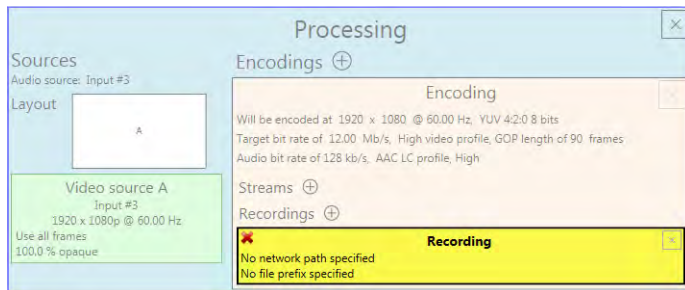 Processing
Sources
Audio source: Input #3
Layout
A
Video source A
Input #3
1920 x 1080p @ 60.00 Hz
Use all frames
100.0 % opaque
Encodings
Encoding
Will be encoded at 1920 x 1080 @ 60.00 Hz, YUV 4:2:0 8 bits
Target bit rate of 12.00 Mb/s, High video profile, GOP length of 90 frames
Audio bit rate of 128 kb/s, AAC LC profile, High
Streams
Recordings
Recording
No network path specified
No file prefix specified